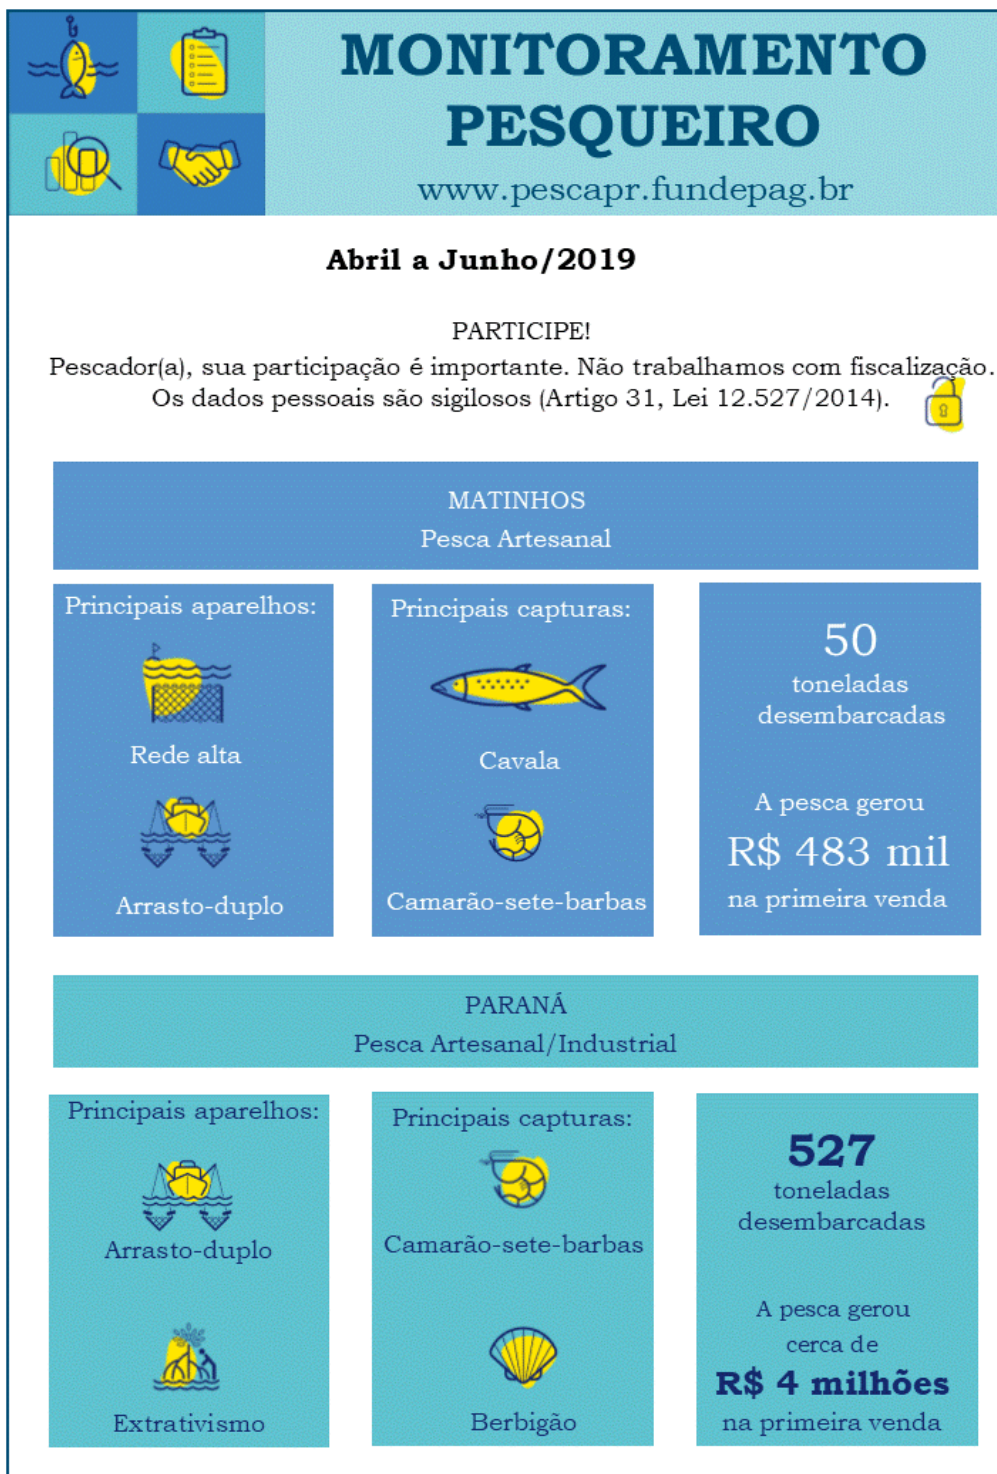 MONITORAMENTO
PESQUEIRO
www.pescapr.fundepag.br
Abril a Junho/2019
PARTICIPE!
Pescador(a), sua participação é importante. Não trabalhamos com fiscalização.
Os dados pessoais são sigilosos (Artigo 31, Lei 12.527/2014).
MATINHOS
Pesca Artesanal
Principais aparelhos:
Rede alta
Arrasto-duplo
Principais capturas:
Cavala
Camarão-sete-barbas
50
toneladas
desembarcadas
A pesca gerou
R$ 483 mil
na primeira venda
PARANÁ
Pesca Artesanal/Industrial
Principais aparelhos:
Arrasto-duplo
Extrativismo
Principais capturas:
Camarão-sete-barbas
Berbigão
527
toneladas
desembarcadas
A pesca gerou
cerca de
R$ 4 milhões
na primeira venda